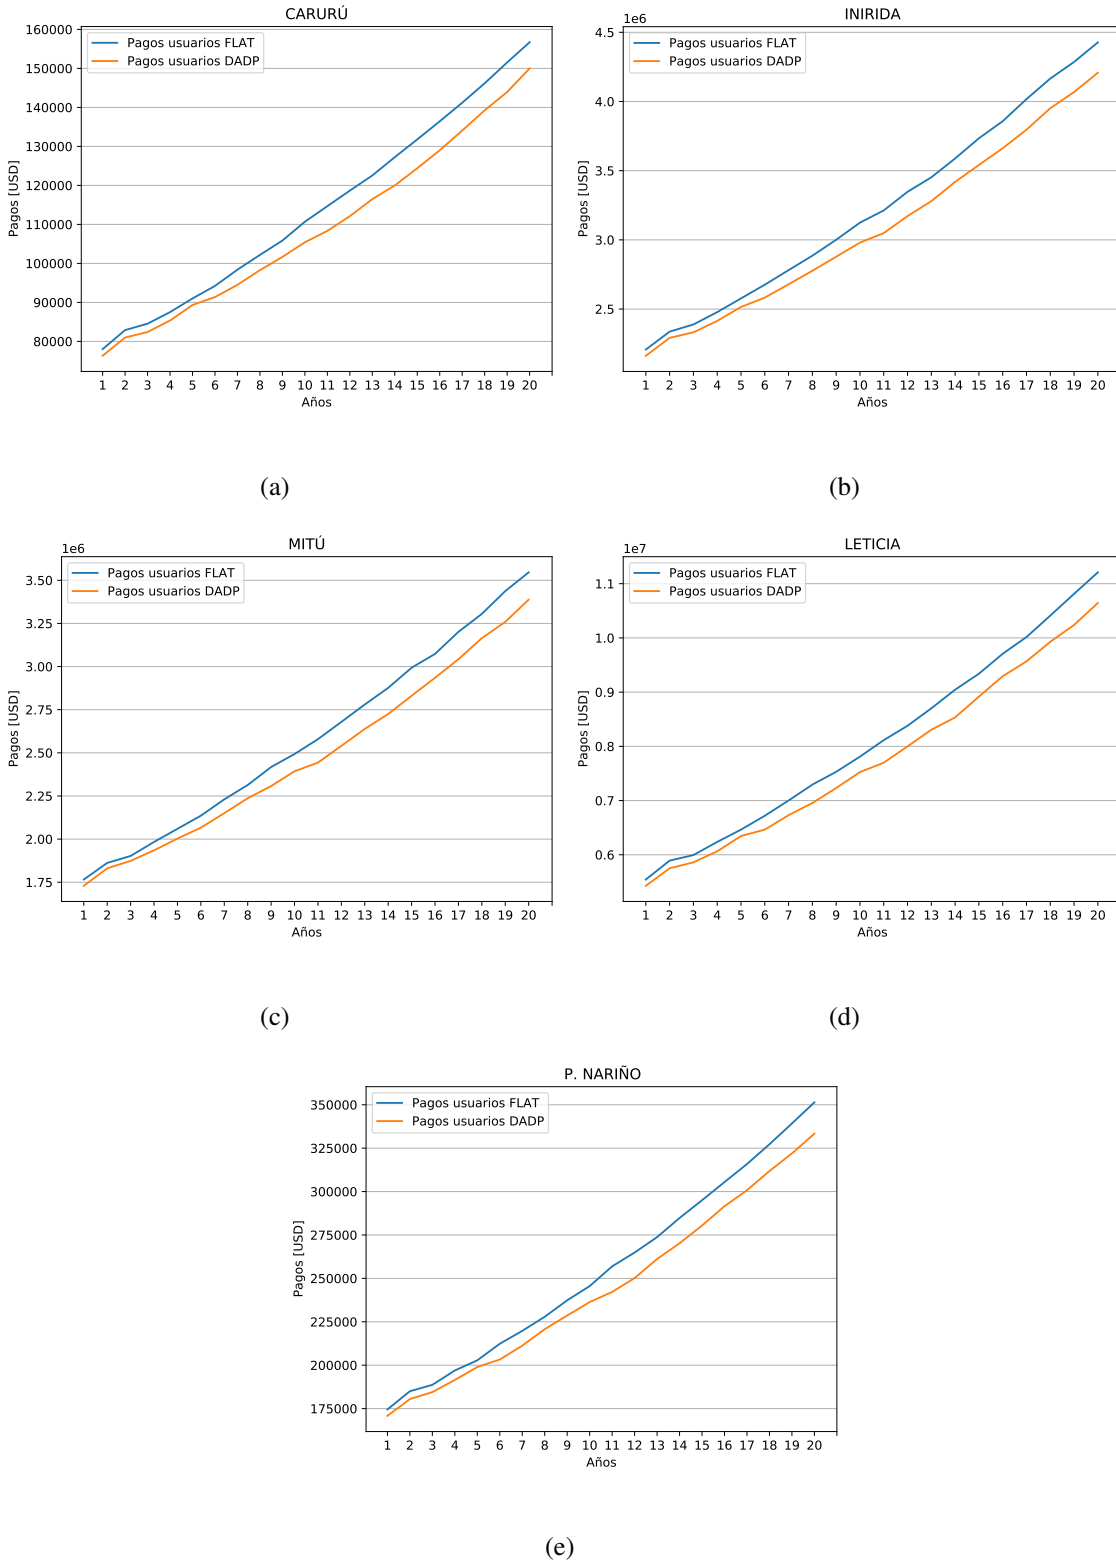 CARURÚ
160000
150000
140000
130000
120000
110000
100000
90000
80000
Pagos [USD]
Pagos usuarios FLAT
Pagos usuarios DADP
1 2 3 4 5 6 7 8 9 10 11 12 13 14 15 16 17 18 19 20
Años
(a)
INIRIDA
1e6
4.5
4.0
3.5
3.0
2.5
Pagos [USD]
Pagos usuarios FLAT
Pagos usuarios DADP
1 2 3 4 5 6 7 8 9 10 11 12 13 14 15 16 17 18 19 20
Años
(b)
MITÚ
1e6
3.50
3.25
3.00
2.75
2.50
2.25
2.00
1.75
Pagos [USD]
Pagos usuarios FLAT
Pagos usuarios DADP
1 2 3 4 5 6 7 8 9 10 11 12 13 14 15 16 17 18 19 20
Años
(c)
LETICIA
1e7
1.1
1.0
0.9
0.8
0.7
0.6
Pagos [USD]
Pagos usuarios FLAT
Pagos usuarios DADP
1 2 3 4 5 6 7 8 9 10 11 12 13 14 15 16 17 18 19 20
Años
(d)
P. NARIÑO
350000
325000
300000
275000
250000
225000
200000
175000
Pagos [USD]
Pagos usuarios FLAT
Pagos usuarios DADP
1 2 3 4 5 6 7 8 9 10 11 12 13 14 15 16 17 18 19 20
Años
(e)